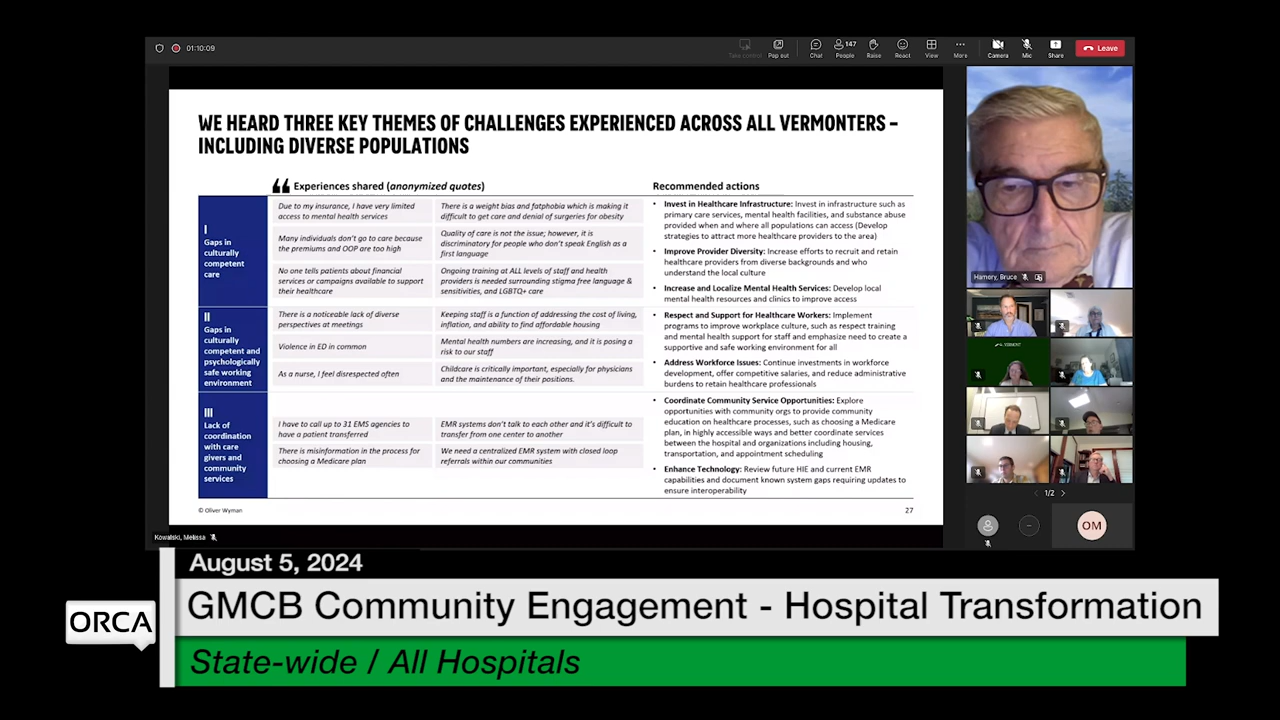 01:10:09
Take control
Pop out
Chat
147
People
Raise
React
View
More
Camera
Mic
Share
Leave
WE HEARD THREE KEY THEMES OF CHALLENGES EXPERIENCED ACROSS ALL VERMONTERS –
INCLUDING DIVERSE POPULATIONS
Experiences shared (anonymized quotes)
Recommended actions
I
Gaps in
culturally
competent
care
Due to my insurance, I have very limited
access to mental health services
There is a weight bias and fatphobia which is making it
difficult to get care and denial of surgeries for obesity
Many individuals don't go to care because
the premiums and OOP are too high
Quality of care is not the issue; however, it is
discriminatory for people who don't speak English as a
first language
No one tells patients about financial
services or campaigns available to support
their healthcare
Ongoing training at ALL levels of staff and health
providers is needed surrounding stigma free language &
sensitivities, and LGBTQ+ care
• Invest in Healthcare Infrastructure: Invest in infrastructure such as
primary care services, mental health facilities, and substance abuse
provided when and where all populations can access (Develop
strategies to attract more healthcare providers to the area)
• Improve Provider Diversity: Increase efforts to recruit and retain
healthcare providers from diverse backgrounds and who
understand the local culture
• Increase and Localize Mental Health Services: Develop local
mental health resources and clinics to improve access
II
Gaps in
culturally
competent and
psychologically
safe working
environment
There is a noticeable lack of diverse
perspectives at meetings
Keeping staff is a function of addressing the cost of living,
inflation, and ability to find affordable housing
Violence in ED in common
Mental health numbers are increasing, and it is posing a
risk to our staff
As a nurse, I feel disrespected often
Childcare is critically important, especially for physicians
and the maintenance of their positions.
• Respect and Support for Healthcare Workers: Implement
programs to improve workplace culture, such as respect training
and mental health support for staff and emphasize need to create a
supportive and safe working environment for all
• Address Workforce Issues: Continue investments in workforce
development, offer competitive salaries, and reduce administrative
burdens to retain healthcare professionals
III
Lack of
coordination
with care
givers and
community
services
I have to call up to 31 EMS agencies to
have a patient transferred
EMR systems don't talk to each other and it's difficult to
transfer from one center to another
There is misinformation in the process for
choosing a Medicare plan
We need a centralized EMR system with closed loop
referrals within our communities
• Coordinate Community Service Opportunities: Explore
opportunities with community orgs to provide community
education on healthcare processes, such as choosing a Medicare
plan, in highly accessible ways and better coordinate services
between the hospital and organizations including housing,
transportation, and appointment scheduling
• Enhance Technology: Review future HIE and current EMR
capabilities and document known system gaps requiring updates to
ensure interoperability
© Oliver Wyman
27
Kowalski, Melissa
Hamory, Bruce
VERMONT
1/2
OM
August 5, 2024
ORCA
GMCB Community Engagement - Hospital Transformation
State-wide / All Hospitals